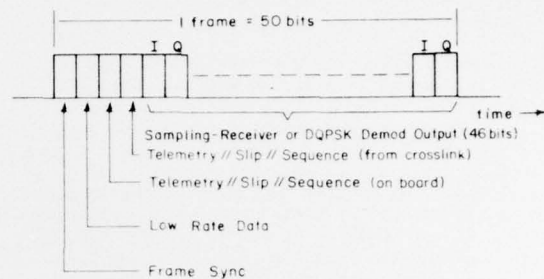 1 frame = 50 bits
I Q I Q
time
Sampling-Receiver or DQPSK Demod Output (46 bits)
Telemetry // Slip // Sequence (from crosslink)
Telemetry // Slip // Sequence (on board)
Low Rate Data
Frame Sync